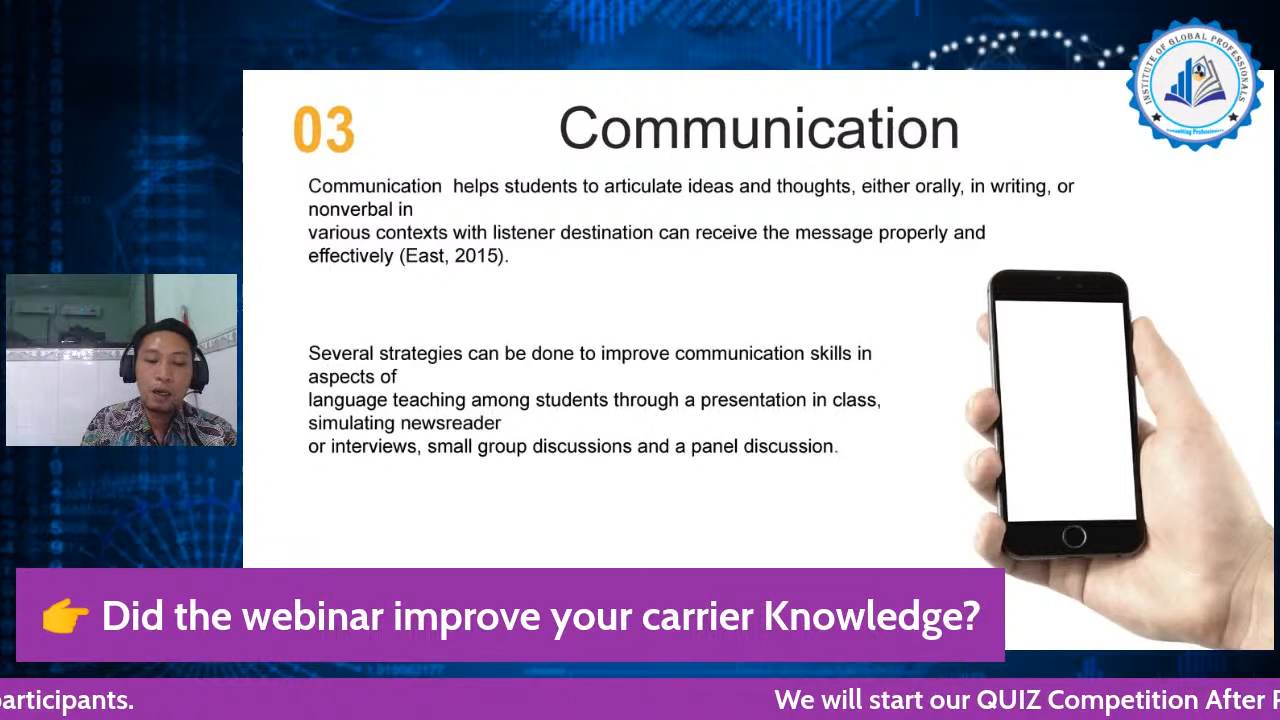 INSTITUTE OF GLOBAL PROFESSIONALS
03
Communication
Communication helps students to articulate ideas and thoughts, either orally, in writing, or
nonverbal in
various contexts with listener destination can receive the message properly and
effectively (East, 2015).
Several strategies can be done to improve communication skills in
aspects of
language teaching among students through a presentation in class,
simulating newsreader
or interviews, small group discussions and a panel discussion.
👉 Did the webinar improve your carrier Knowledge?
participants.
We will start our QUIZ Competition After